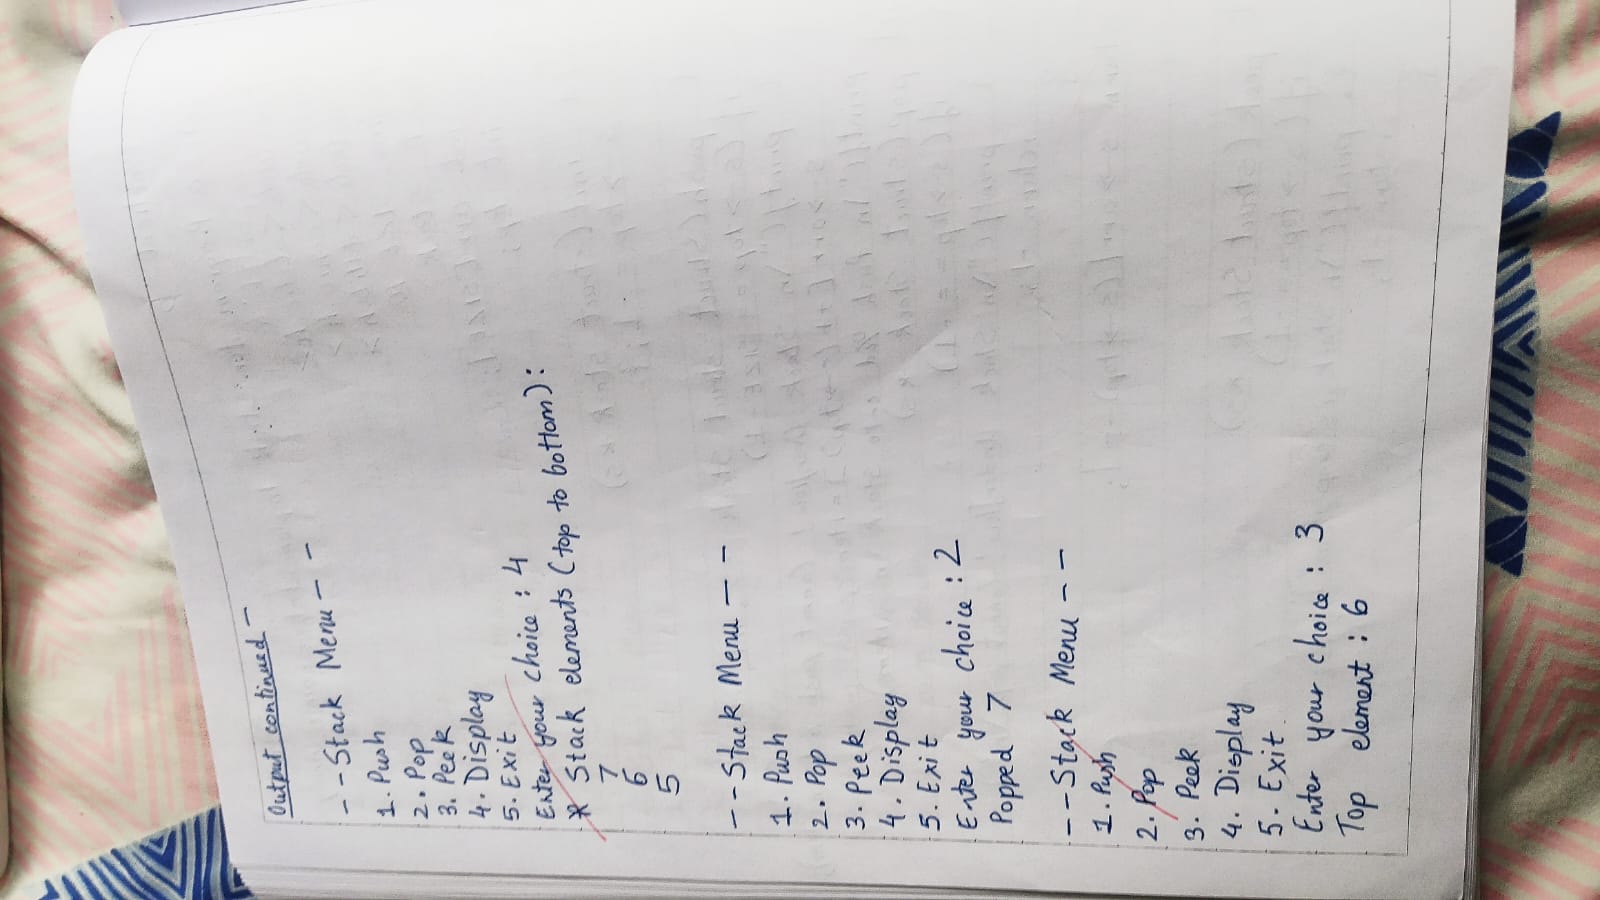 Output continued -
-- Stack Menu --
1. Push
2. Pop
3. Peek
4. Display
5. Exit
Enter your choice : 4
* Stack elements (top to bottom):
7
6
5
-- Stack Menu --
1. Push
2. Pop
3. Peek
4. Display
5. Exit
Enter your choice : 2
Popped 7
-- Stack Menu --
1. Push
2. Pop
3. Peek
4. Display
5. Exit
Enter your choice : 3
Top element : 6